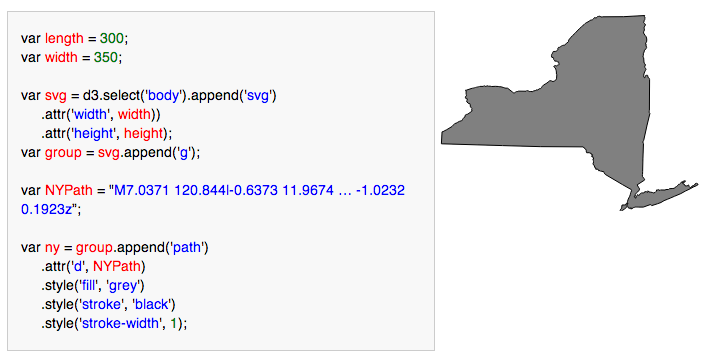 var length = 300;
var width = 350;
var svg = d3.select('body').append('svg')
.attr('width', width))
.attr('height', height);
var group = svg.append('g');
var NYPath = "M7.0371 120.844l-0.6373 11.9674 … -1.0232
0.1923z";
var ny = group.append('path')
.attr('d', NYPath)
.style('fill', 'grey')
.style('stroke', 'black')
.style('stroke-width', 1);